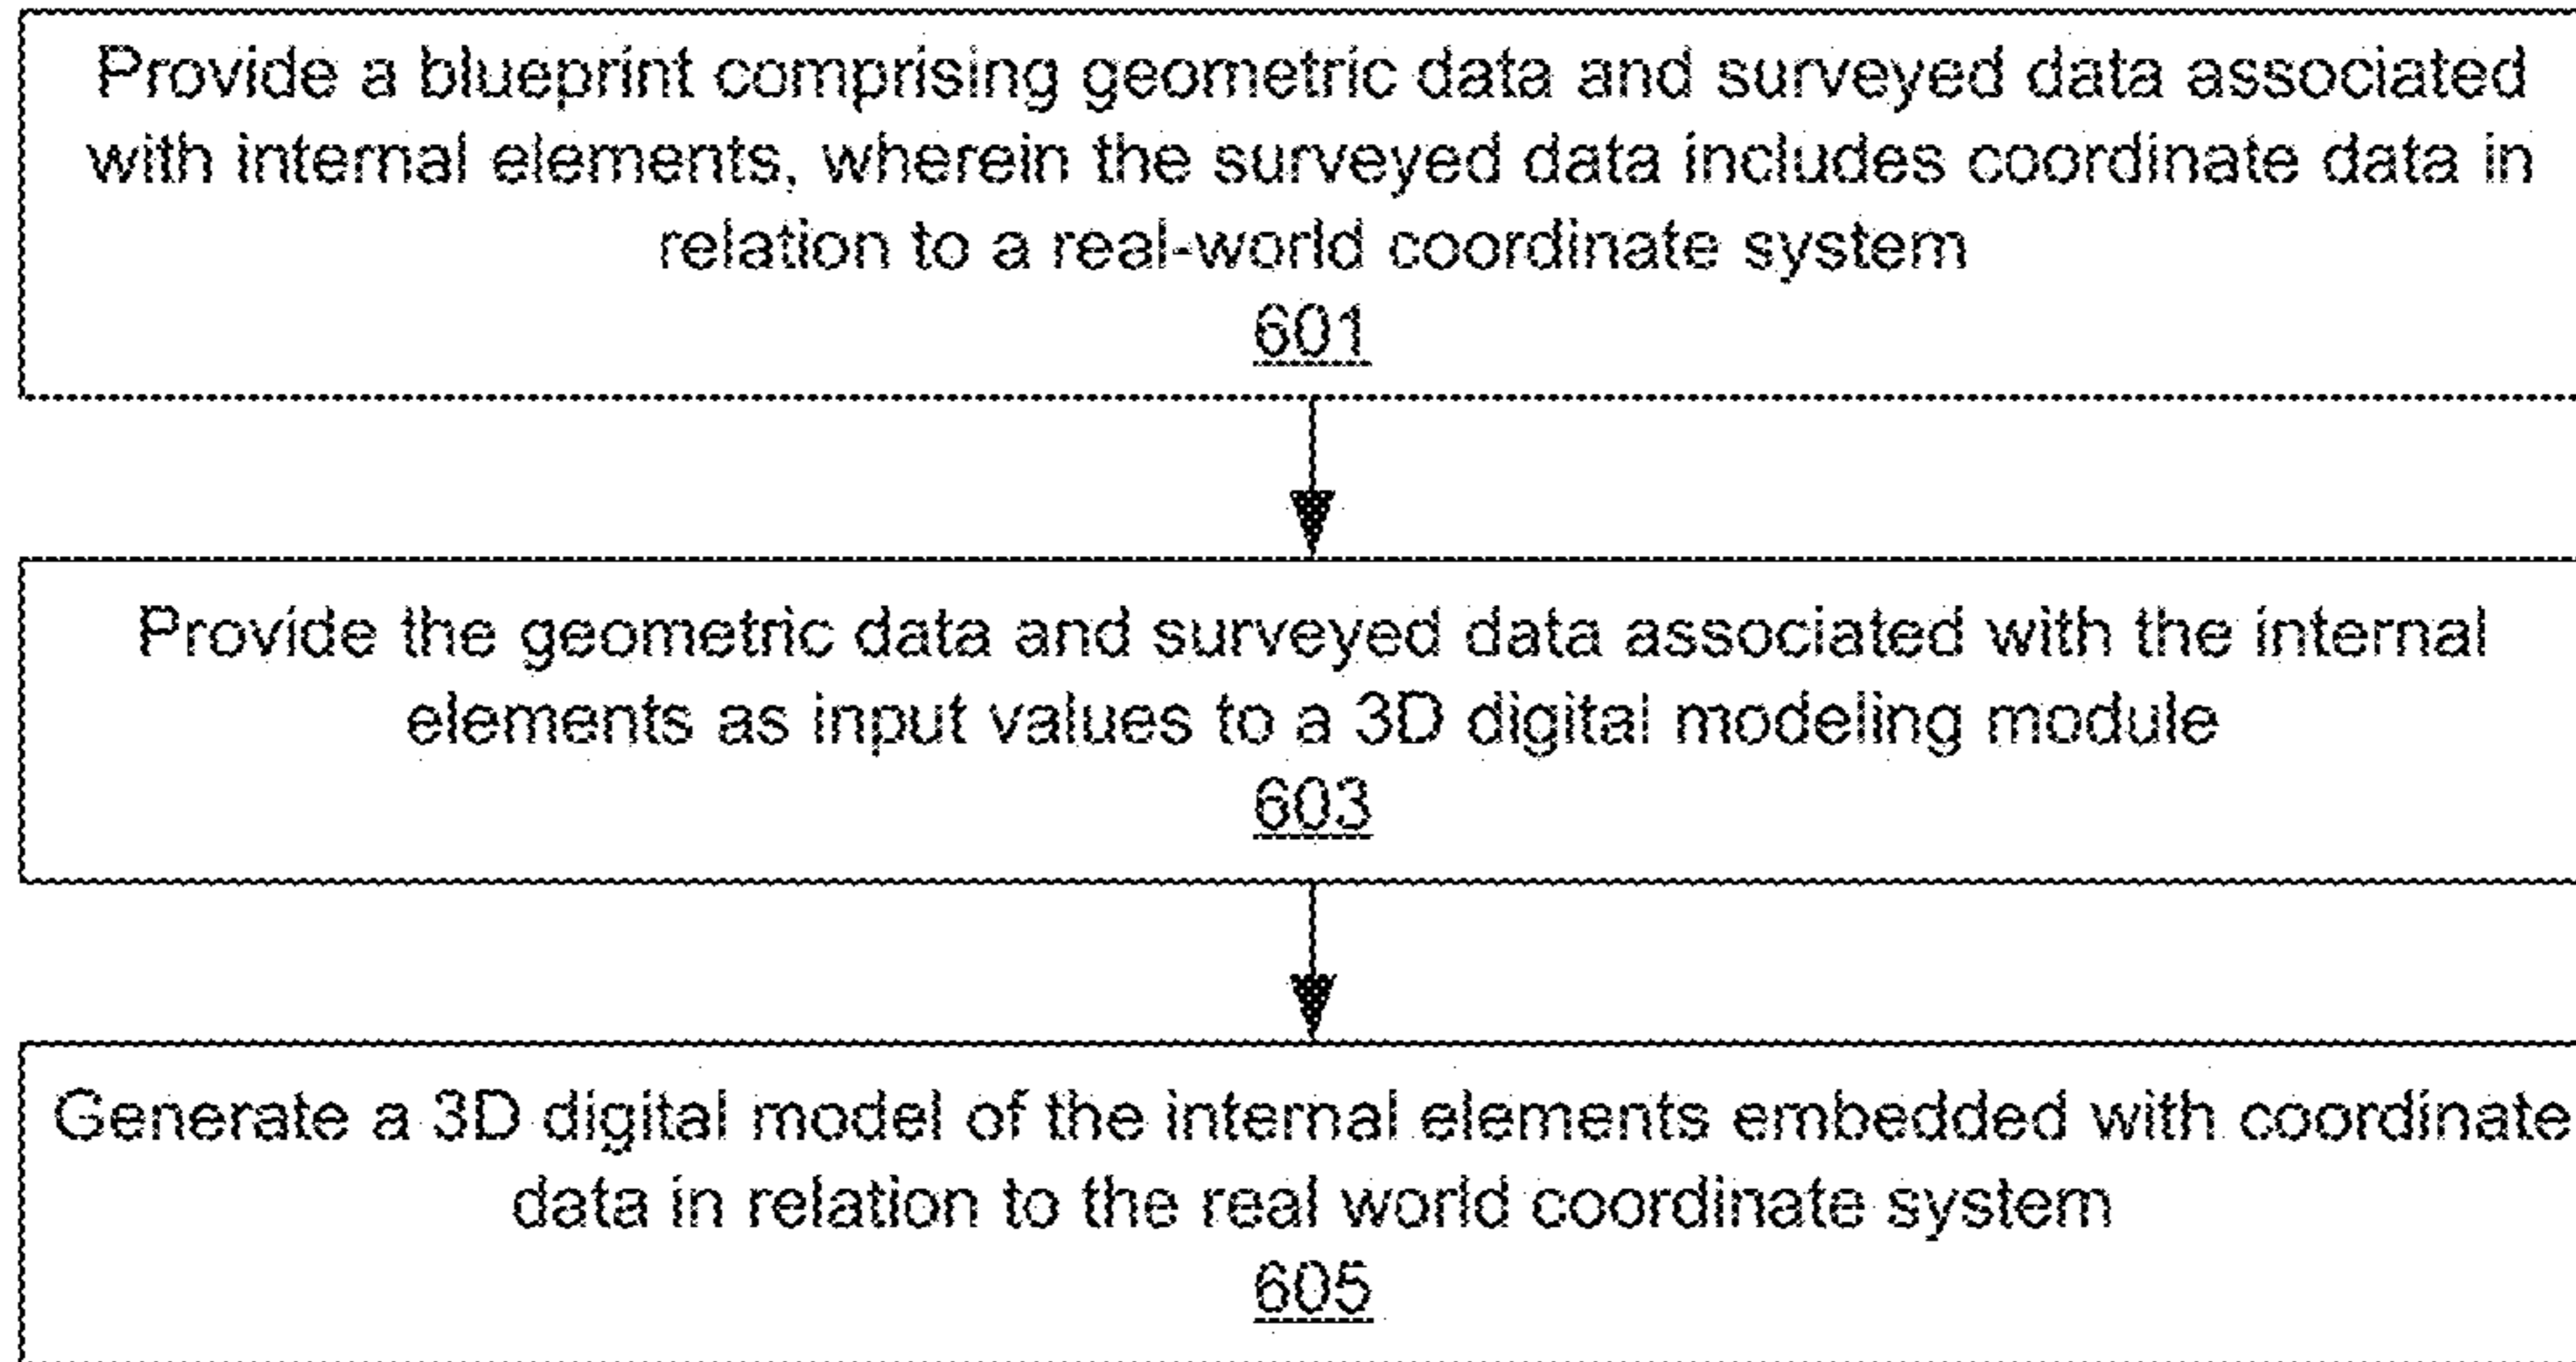 Provide a blueprint comprising geometric data and surveyed data associated
with internal elements, wherein the surveyed data includes coordinate data in
relation to a real-world coordinate system
601
Provide the geometric data and surveyed data associated with the internal
elements as input values to a 3D digital modeling module
603
Generate a 3D digital model of the internal elements embedded with coordinate
data in relation to the real world coordinate system
605